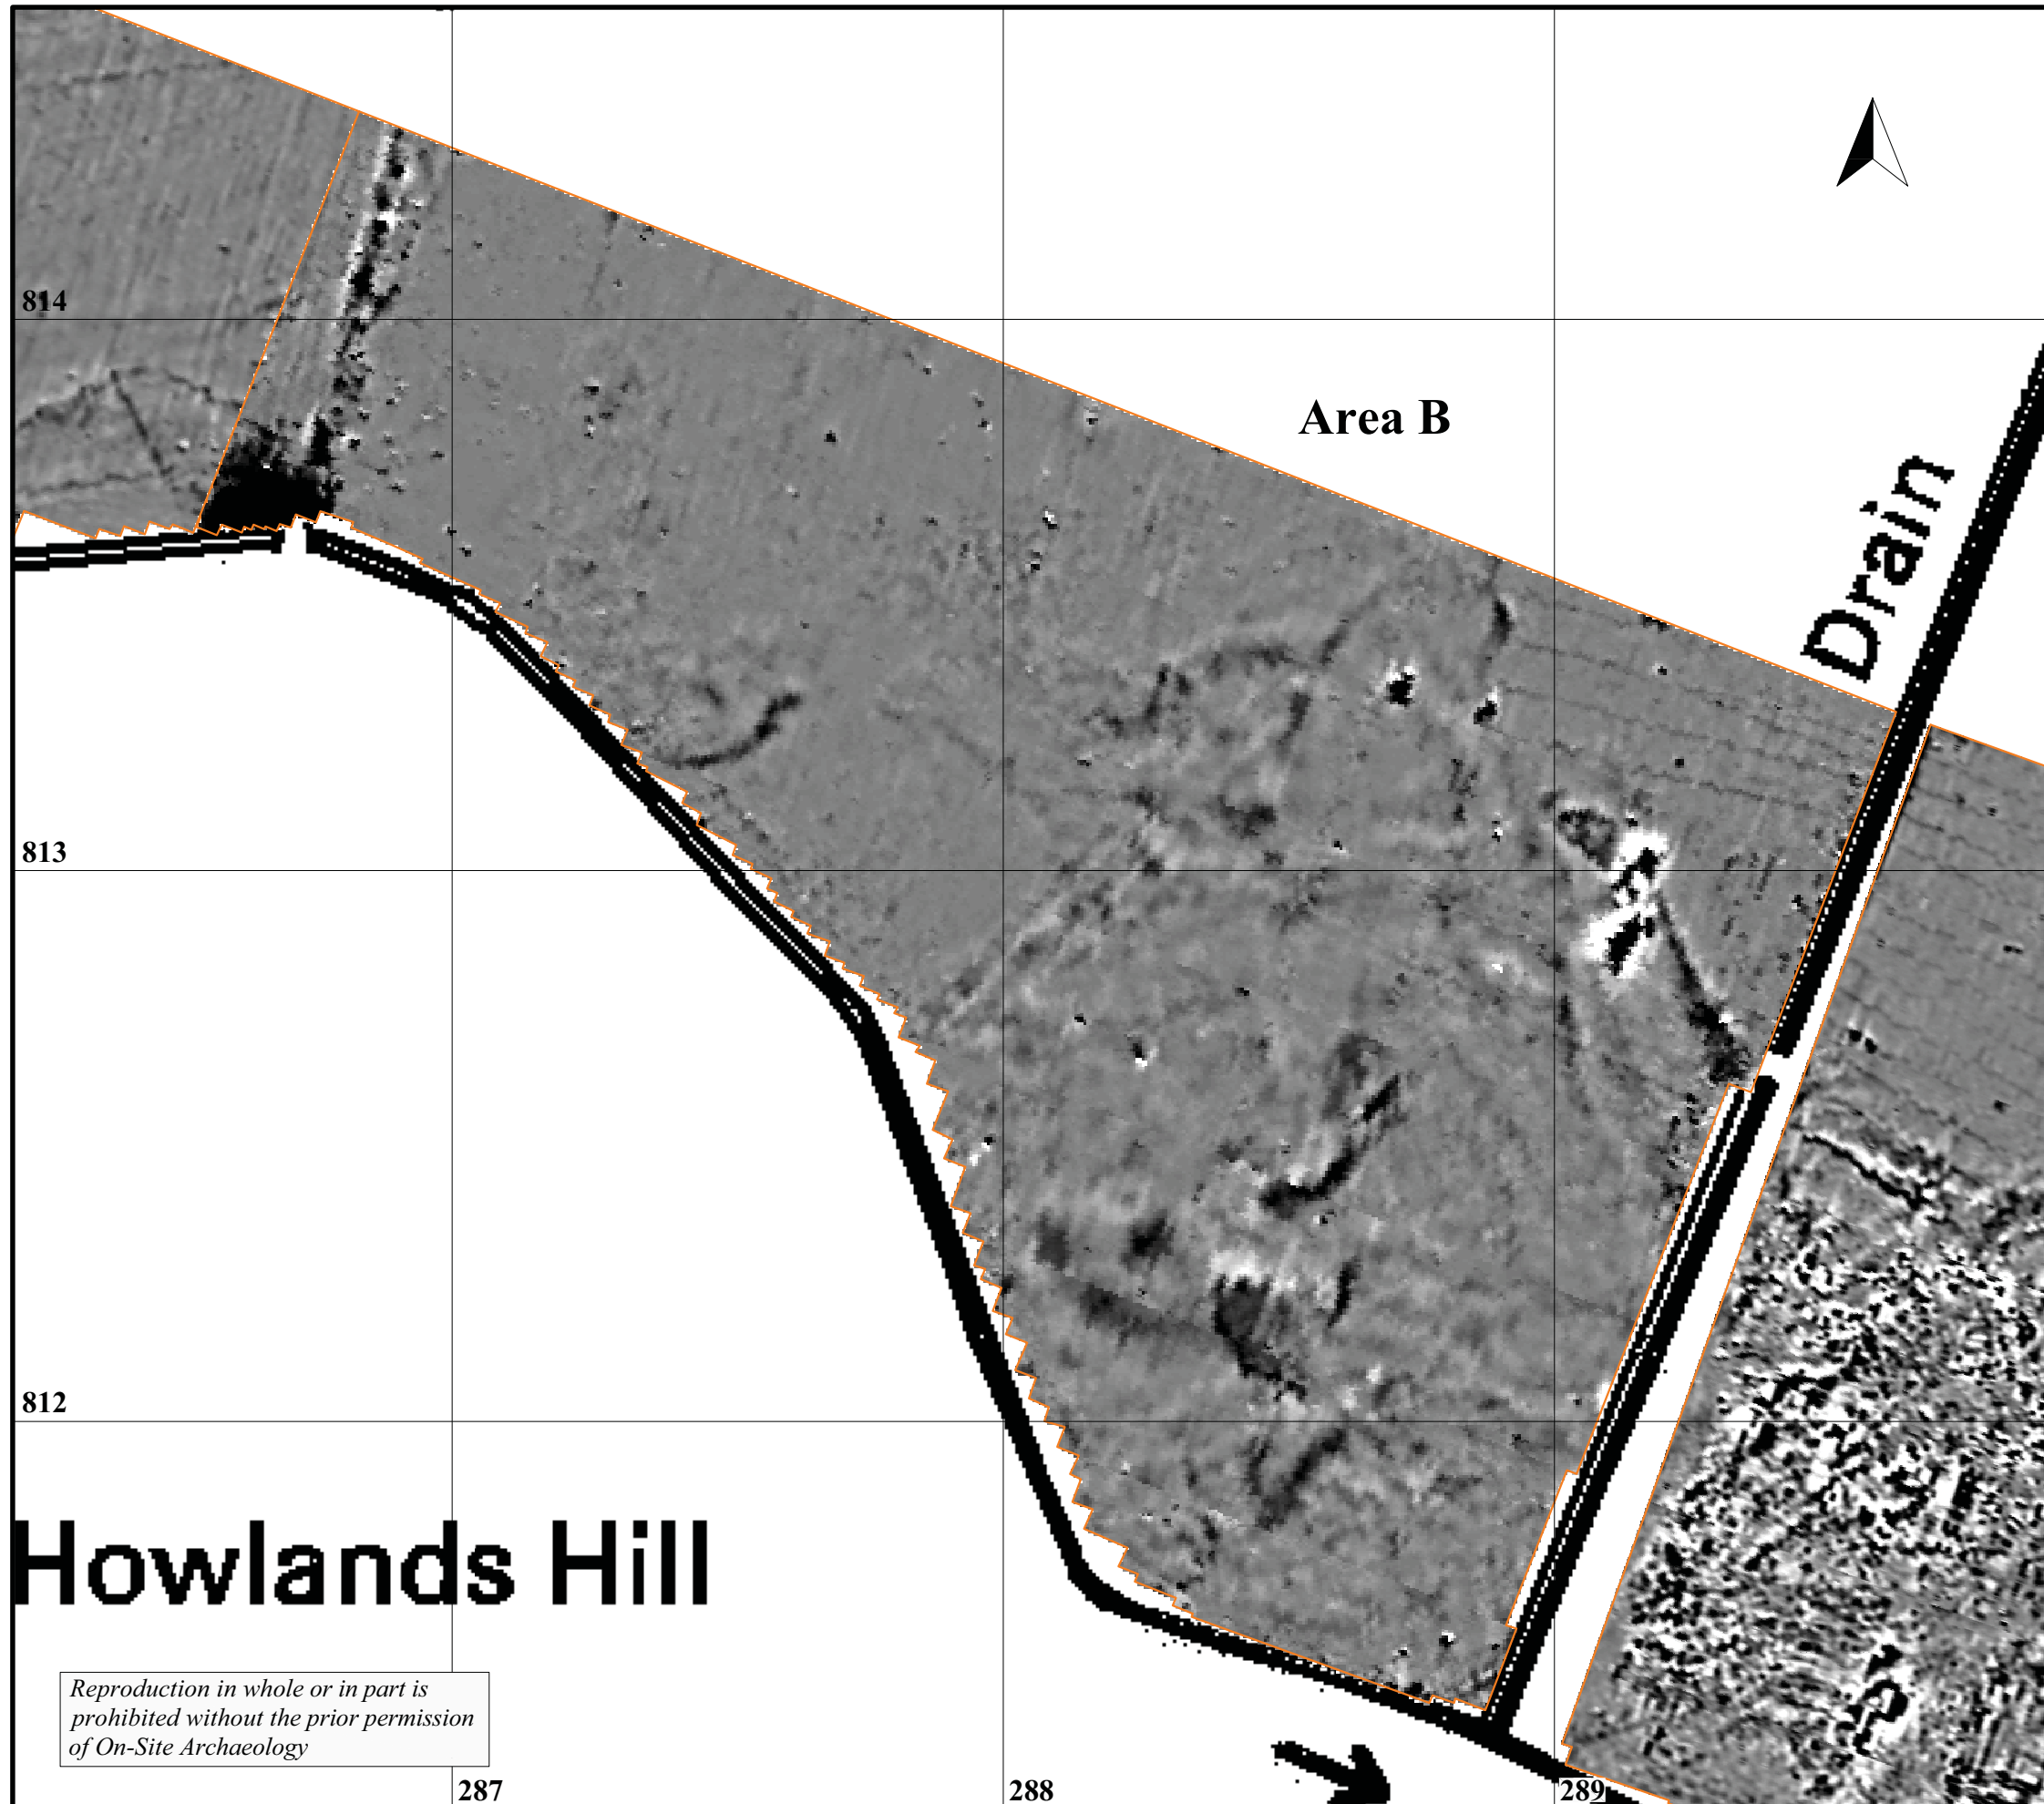 814
Area B
Drain
813
812
Howlands Hill
Reproduction in whole or in part is
prohibited without the prior permission
of On-Site Archaeology
287
288
289